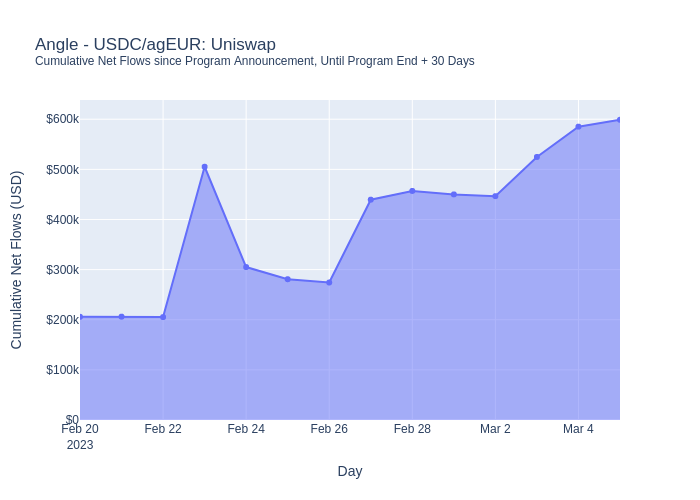 Angle - USDC/agEUR: Uniswap
Cumulative Net Flows since Program Announcement, Until Program End + 30 Days
Cumulative Net Flows (USD)
$600k
$500k
$400k
$300k
$200k
$100k
$0
Feb 20
2023
Feb 22
Feb 24
Feb 26
Feb 28
Mar 2
Mar 4
Day